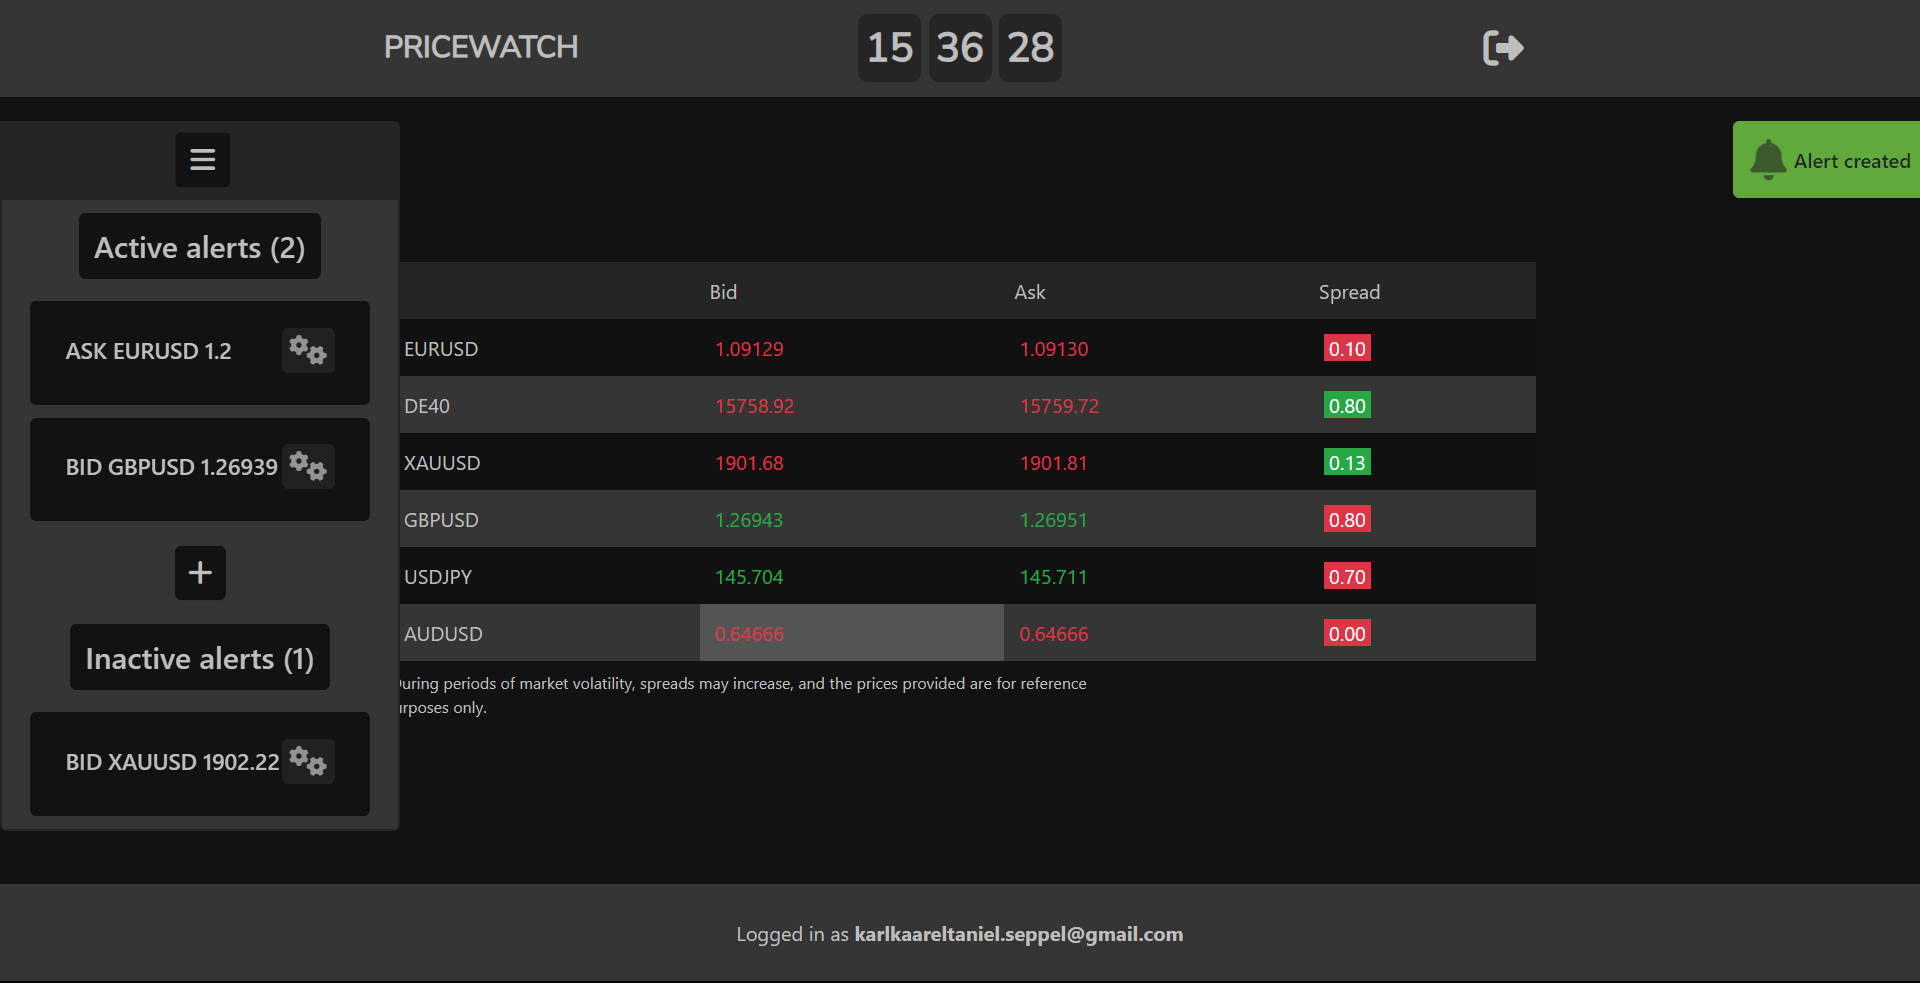 PRICEWATCH
15 36 28
Alert created
Active alerts (2)
ASK EURUSD 1.2
BID GBPUSD 1.26939
+
Inactive alerts (1)
BID XAUUSD 1902.22
Bid Ask Spread
EURUSD 1.09129 1.09130 0.10
DE40 15758.92 15759.72 0.80
XAUUSD 1901.68 1901.81 0.13
GBPUSD 1.26943 1.26951 0.80
USDJPY 145.704 145.711 0.70
AUDUSD 0.64666 0.64666 0.00
During periods of market volatility, spreads may increase, and the prices provided are for reference
urposes only.
Logged in as karlkaareltaniel.seppel@gmail.com